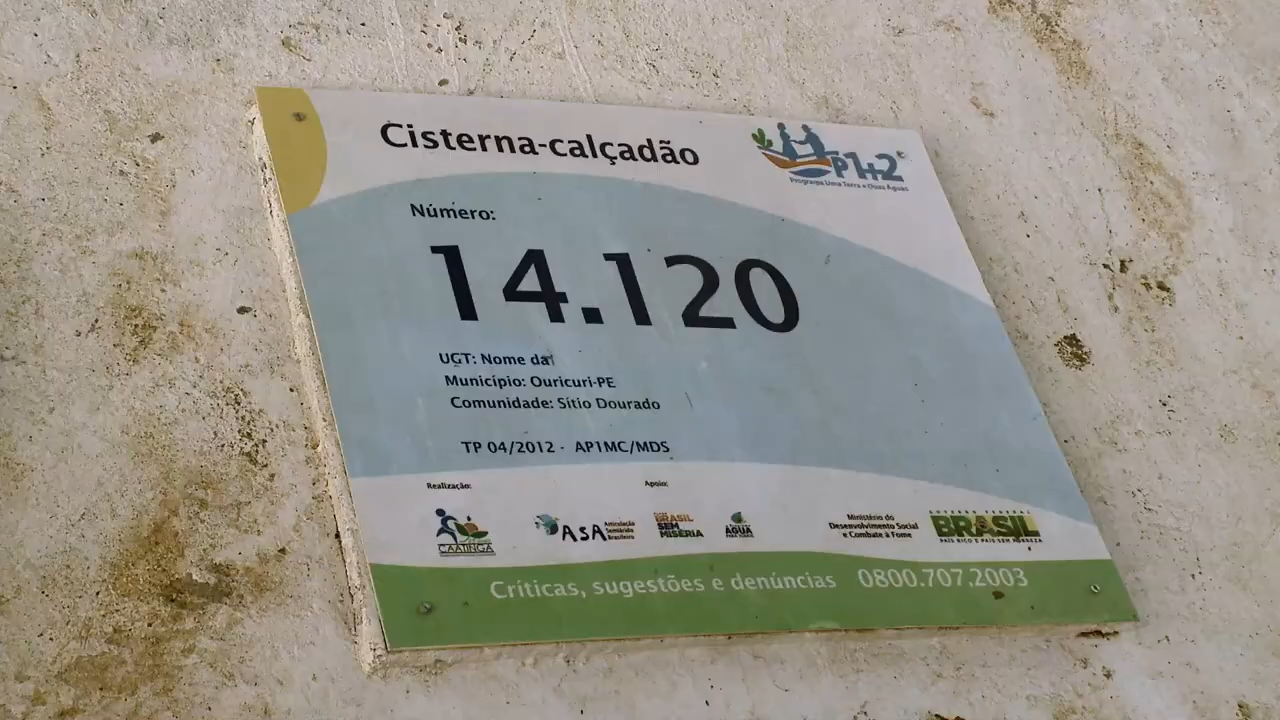 Cisterna-calçadão
P1+2
Programa Uma Terra e Duas Águas
Número:
14.120
UGT: Nome da
Município: Ouricuri-PE
Comunidade: Sítio Dourado
TP 04/2012 - AP1MC/MDS
Realização:
Apoio:
CAATINGA
ASA
Articulação
Semiárido
Brasileiro
BRASIL
SEM
MISERIA
ÁGUA
Ministério do
Desenvolvimento Social
e Combate à Fome
GOVERNO FEDERAL
BRASIL
PAÍS RICO É PAÍS SEM POBREZA
Críticas, sugestões e denúncias 0800.707.2003